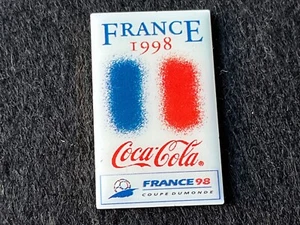 FRANCE
1998
Coca-Cola®
FRANCE 98
COUPE DU MONDE